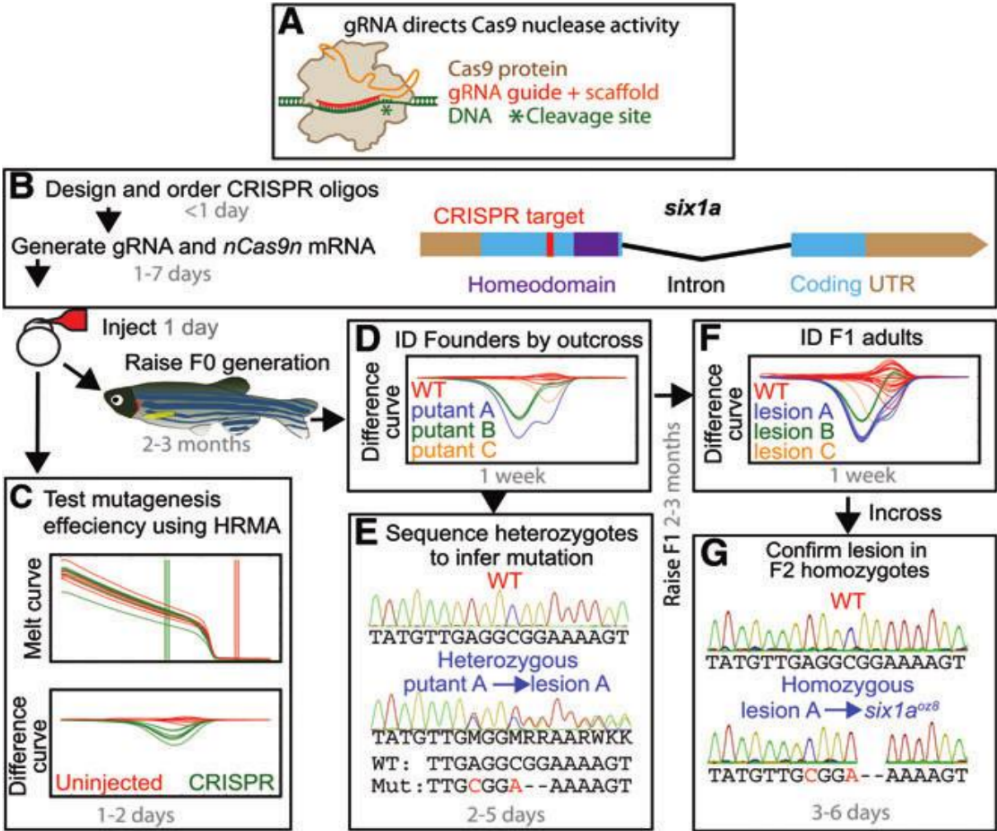 A gRNA directs Cas9 nuclease activity
Cas9 protein
gRNA guide + scaffold
DNA *Cleavage site
*
B Design and order CRISPR oligos
<1 day
Generate gRNA and nCas9n mRNA
1-7 days
six1a
CRISPR target
Homeodomain Intron Coding UTR
Inject 1 day
Raise F0 generation
2-3 months
C Test mutagenesis
effeciency using HRMA
Melt curve
Difference
curve
Uninjected CRISPR
1-2 days
D ID Founders by outcross
Difference
curve
WT
putant A
putant B
putant C
1 week
E Sequence heterozygotes
to infer mutation
WT
TATGTTGAGGCGGAAAAGT
Heterozygous
putant A lesion A
TATGTTGMGGMRRAARWKK
WT: TTGAGGCGGAAAAGT
Mut:TTGCGGA--AAAAGT
2-5 days
Raise F1 2-3 months
F ID F1 adults
Difference
curve
WT
lesion A
lesion B
lesion C
1 week
Incross
G Confirm lesion in
F2 homozygotes
WT
TATGTTGAGGCGGAAAAGT
Homozygous
lesion A six1aoz8
TATGTTGCGGA--AAAAGT
3-6 days